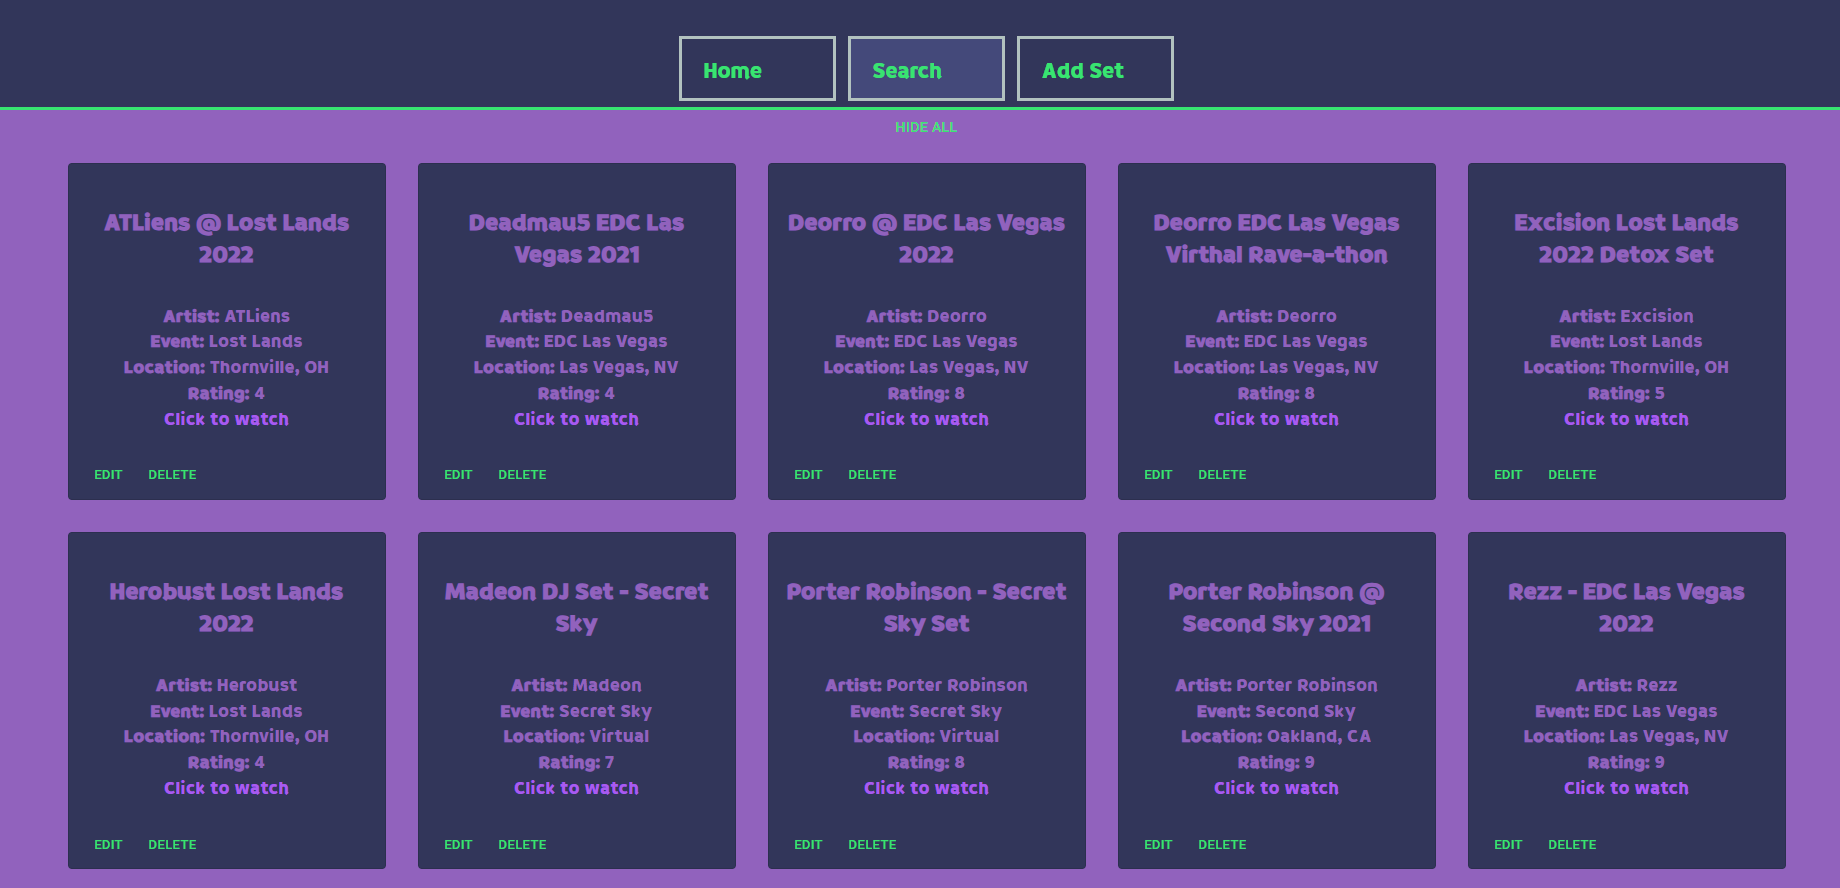 Home
Search
Add Set
HIDE ALL
ATLiens @ Lost Lands
2022
Artist: ATLiens
Event: Lost Lands
Location: Thornville, OH
Rating: 4
Click to watch
EDIT DELETE
Deadmau5 EDC Las
Vegas 2021
Artist: Deadmau5
Event: EDC Las Vegas
Location: Las Vegas, NV
Rating: 4
Click to watch
EDIT DELETE
Deorro @ EDC Las Vegas
2022
Artist: Deorro
Event: EDC Las Vegas
Location: Las Vegas, NV
Rating: 8
Click to watch
EDIT DELETE
Deorro EDC Las Vegas
Virthal Rave-a-thon
Artist: Deorro
Event: EDC Las Vegas
Location: Las Vegas, NV
Rating: 8
Click to watch
EDIT DELETE
Excision Lost Lands
2022 Detox Set
Artist: Excision
Event: Lost Lands
Location: Thornville, OH
Rating: 5
Click to watch
EDIT DELETE
Herobust Lost Lands
2022
Artist: Herobust
Event: Lost Lands
Location: Thornville, OH
Rating: 4
Click to watch
EDIT DELETE
Madeon DJ Set - Secret
Sky
Artist: Madeon
Event: Secret Sky
Location: Virtual
Rating: 7
Click to watch
EDIT DELETE
Porter Robinson - Secret
Sky Set
Artist: Porter Robinson
Event: Secret Sky
Location: Virtual
Rating: 8
Click to watch
EDIT DELETE
Porter Robinson @
Second Sky 2021
Artist: Porter Robinson
Event: Second Sky
Location: Oakland, CA
Rating: 9
Click to watch
EDIT DELETE
Rezz - EDC Las Vegas
2022
Artist: Rezz
Event: EDC Las Vegas
Location: Las Vegas, NV
Rating: 9
Click to watch
EDIT DELETE